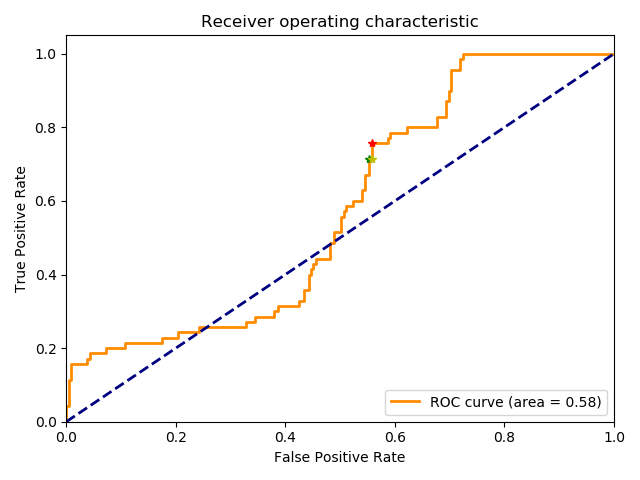 Receiver operating characteristic
True Positive Rate
1.0
0.8
0.6
0.4
0.2
0.0
ROC curve (area = 0.58)
0.0 0.2 0.4 0.6 0.8 1.0
False Positive Rate